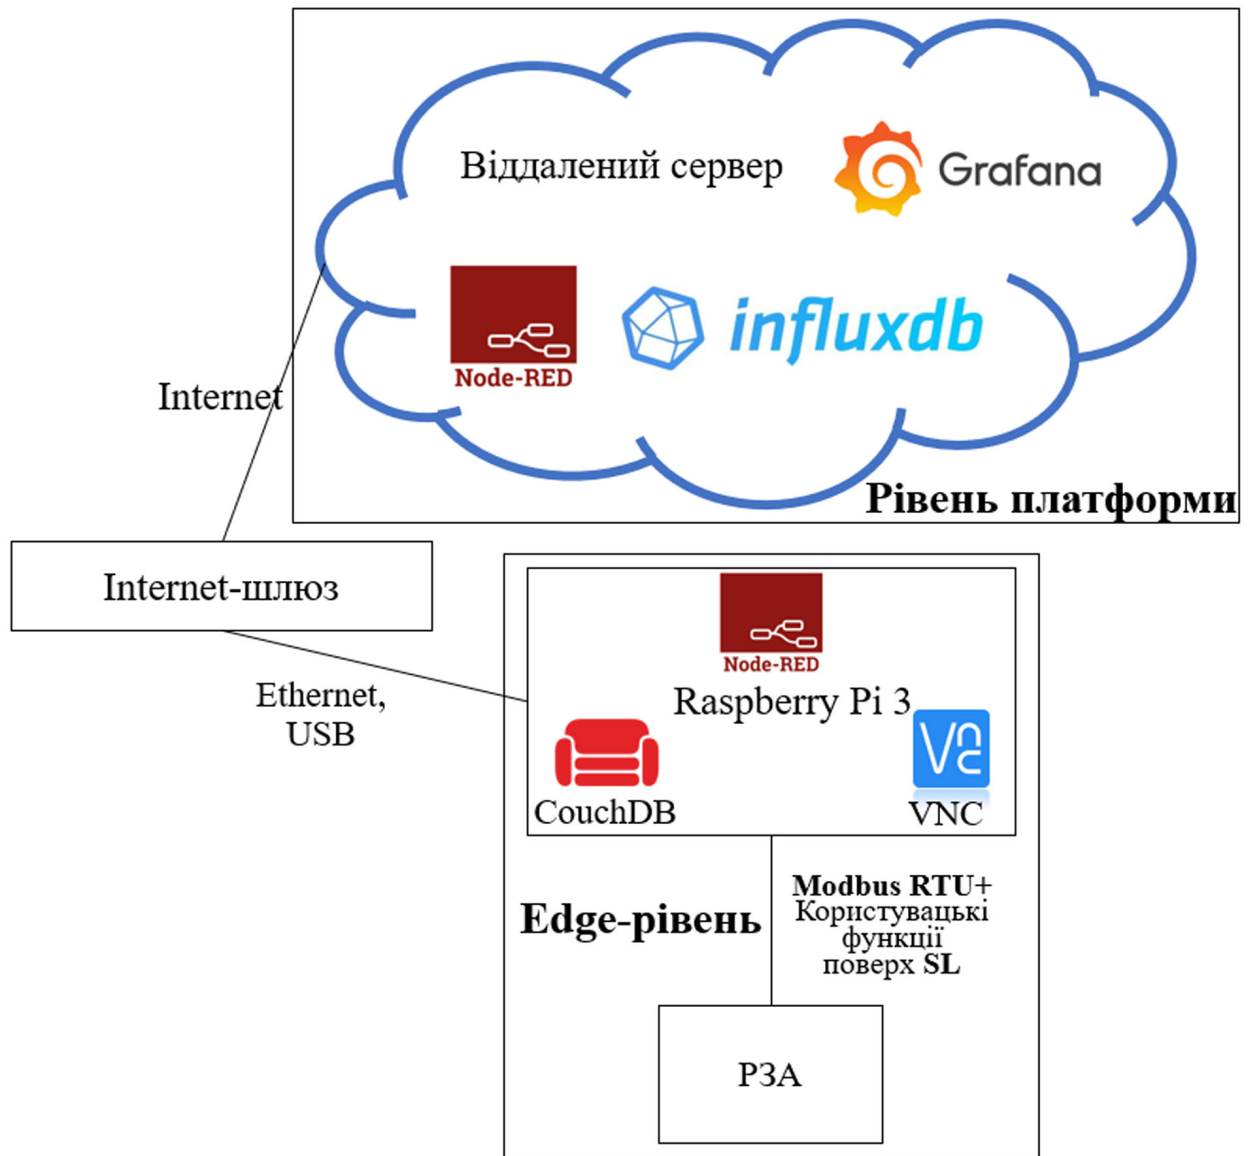 Віддалений сервер
Grafana
Node-RED
influxdb
Internet
Рівень платформи
Internet-шлюз
Node-RED
Ethernet,
USB
Raspberry Pi 3
Vnc
CouchDB
VNC
Edge-рівень
Modbus RTU+
Користувацькі
функції
поверх SL
РЗА